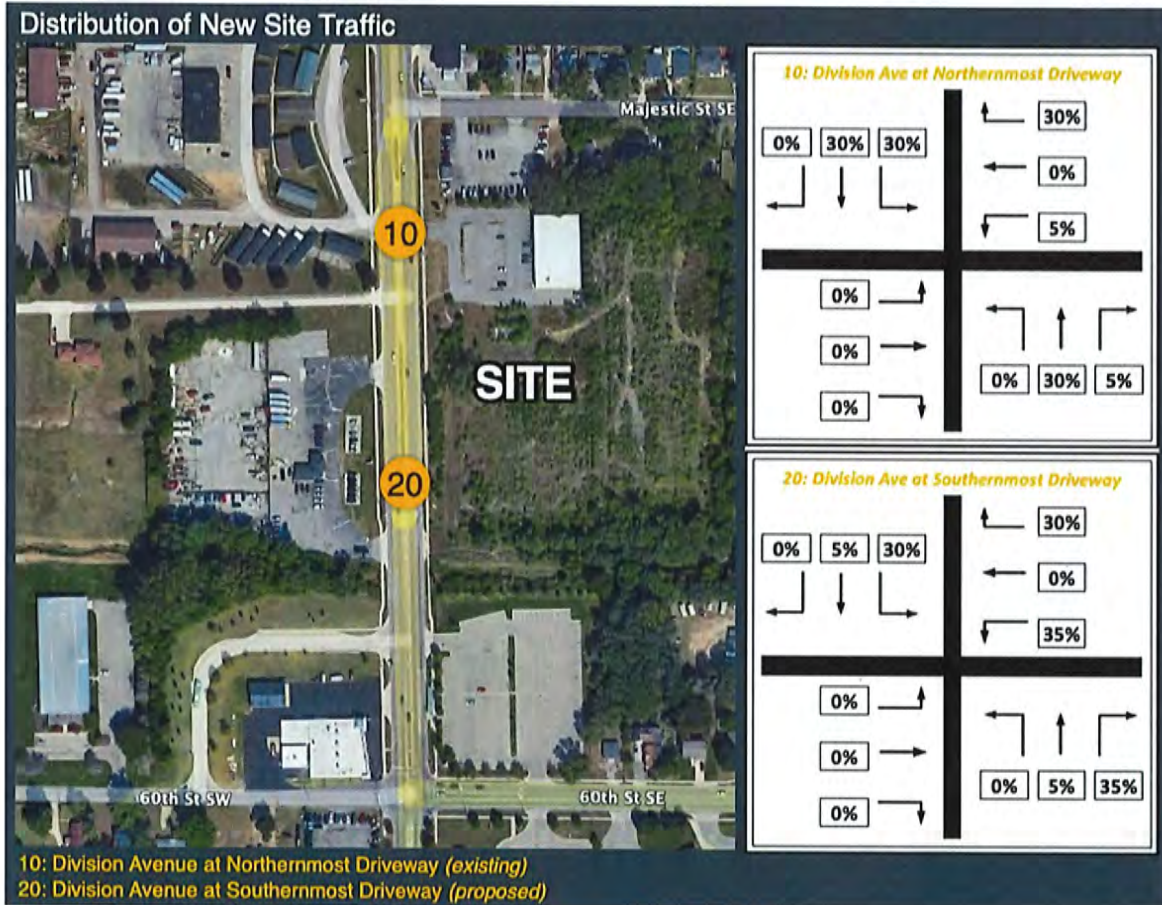 Distribution of New Site Traffic
Majestic St SE
10
SITE
20
60th St SW
60th St SE
10: Division Avenue at Northernmost Driveway (existing)
20: Division Avenue at Southernmost Driveway (proposed)
10: Division Ave at Northernmost Driveway
30%
0% 30% 30%
0%
5%
0%
0%
0% 30% 5%
0%
20: Division Ave at Southernmost Driveway
30%
0% 5% 30%
0%
35%
0%
0%
0% 5% 35%
0%